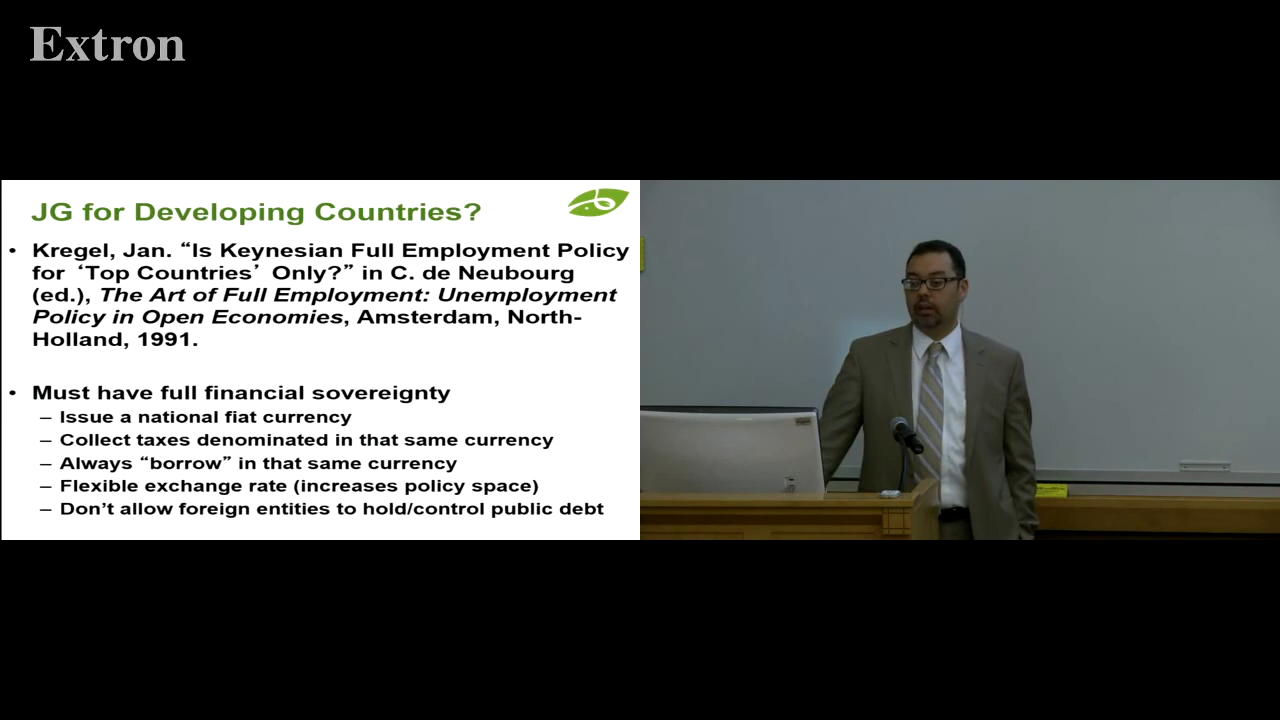 Extron
JG for Developing Countries?
• Kregel, Jan. “Is Keynesian Full Employment Policy
for ‘Top Countries’ Only?” in C. de Neubourg
(ed.), The Art of Full Employment: Unemployment
Policy in Open Economies, Amsterdam, North-
Holland, 1991.
• Must have full financial sovereignty
– Issue a national fiat currency
– Collect taxes denominated in that same currency
– Always “borrow” in that same currency
– Flexible exchange rate (increases policy space)
– Don’t allow foreign entities to hold/control public debt